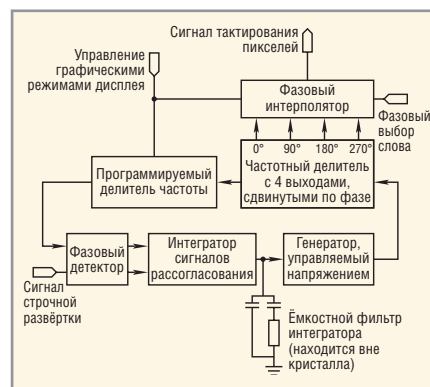 Сигнал тактирования
пикселей
Управление
графическими
режимами дисплея
Фазовый
интерполятор
Фазовый
выбор
слова
0° 90° 180° 270°
Частотный делитель
с 4 выходами,
сдвинутыми по фазе
Программируемый
делитель частоты
Фазовый
детектор
Интегратор
сигналов
рассогласования
Генератор,
управляемый
напряжением
Сигнал
строчной
развёртки
Ёмкостной фильтр
интегратора
(находится вне
кристалла)